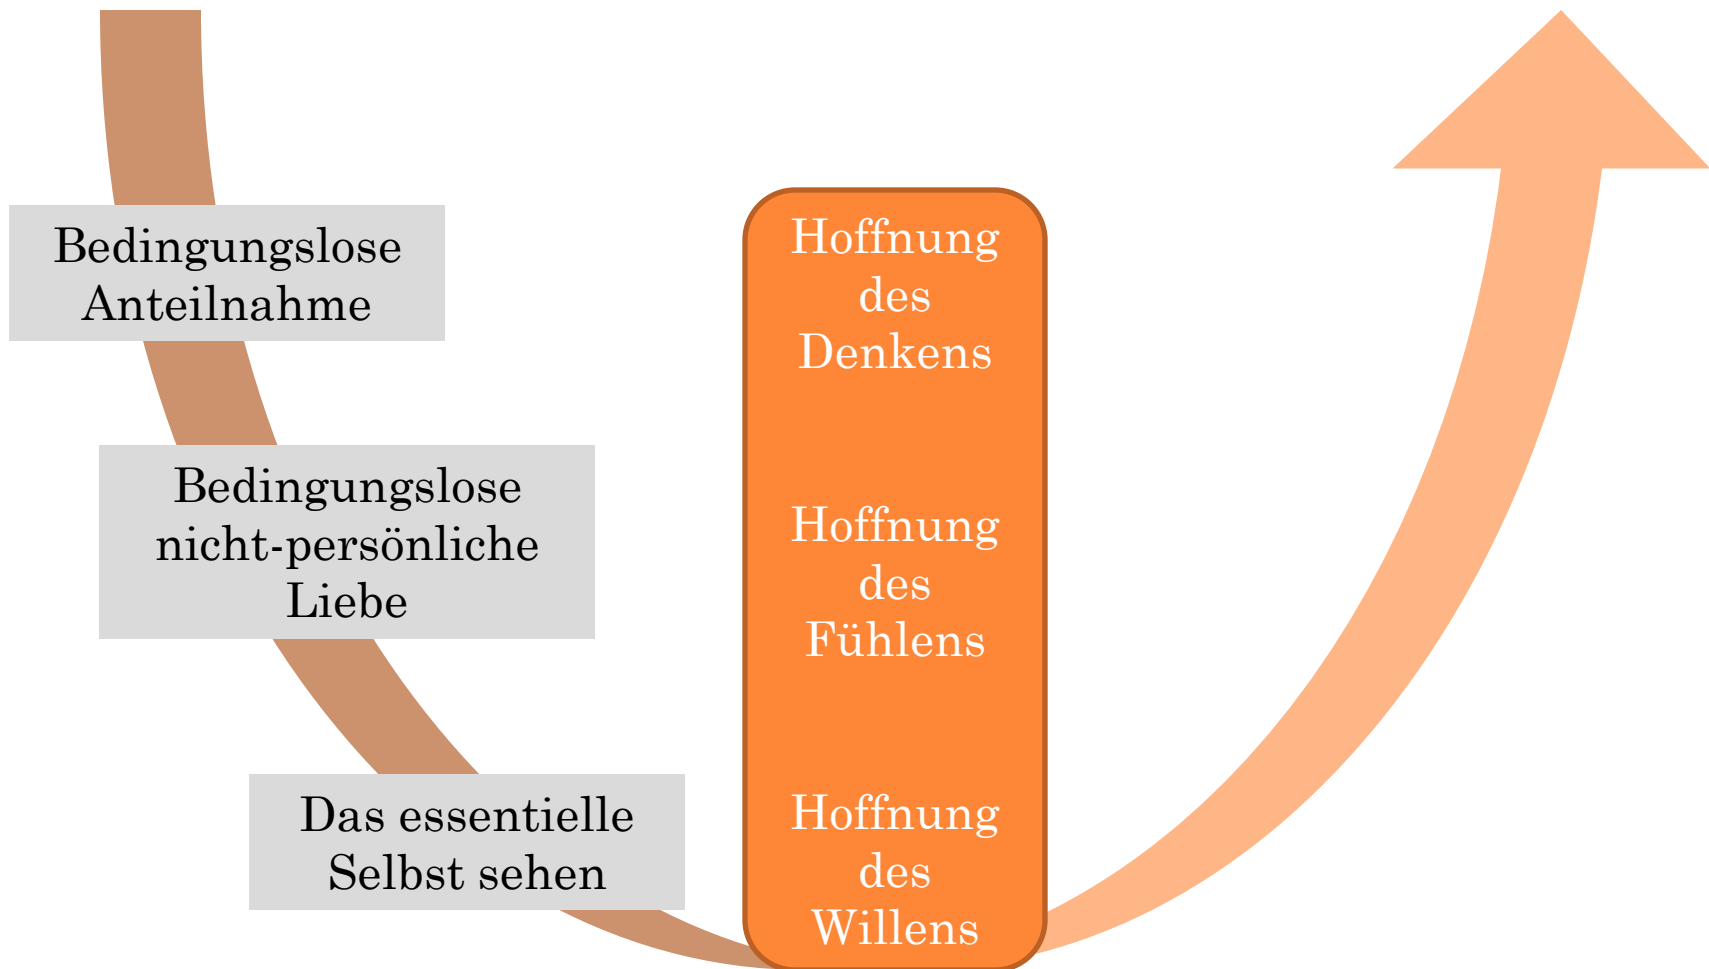 Bedingungslose
Anteilnahme
Bedingungslose
nicht-persönliche
Liebe
Das essentielle
Selbst sehen
Hoffnung
des
Denkens
Hoffnung
des
Fühlens
Hoffnung
des
Willens